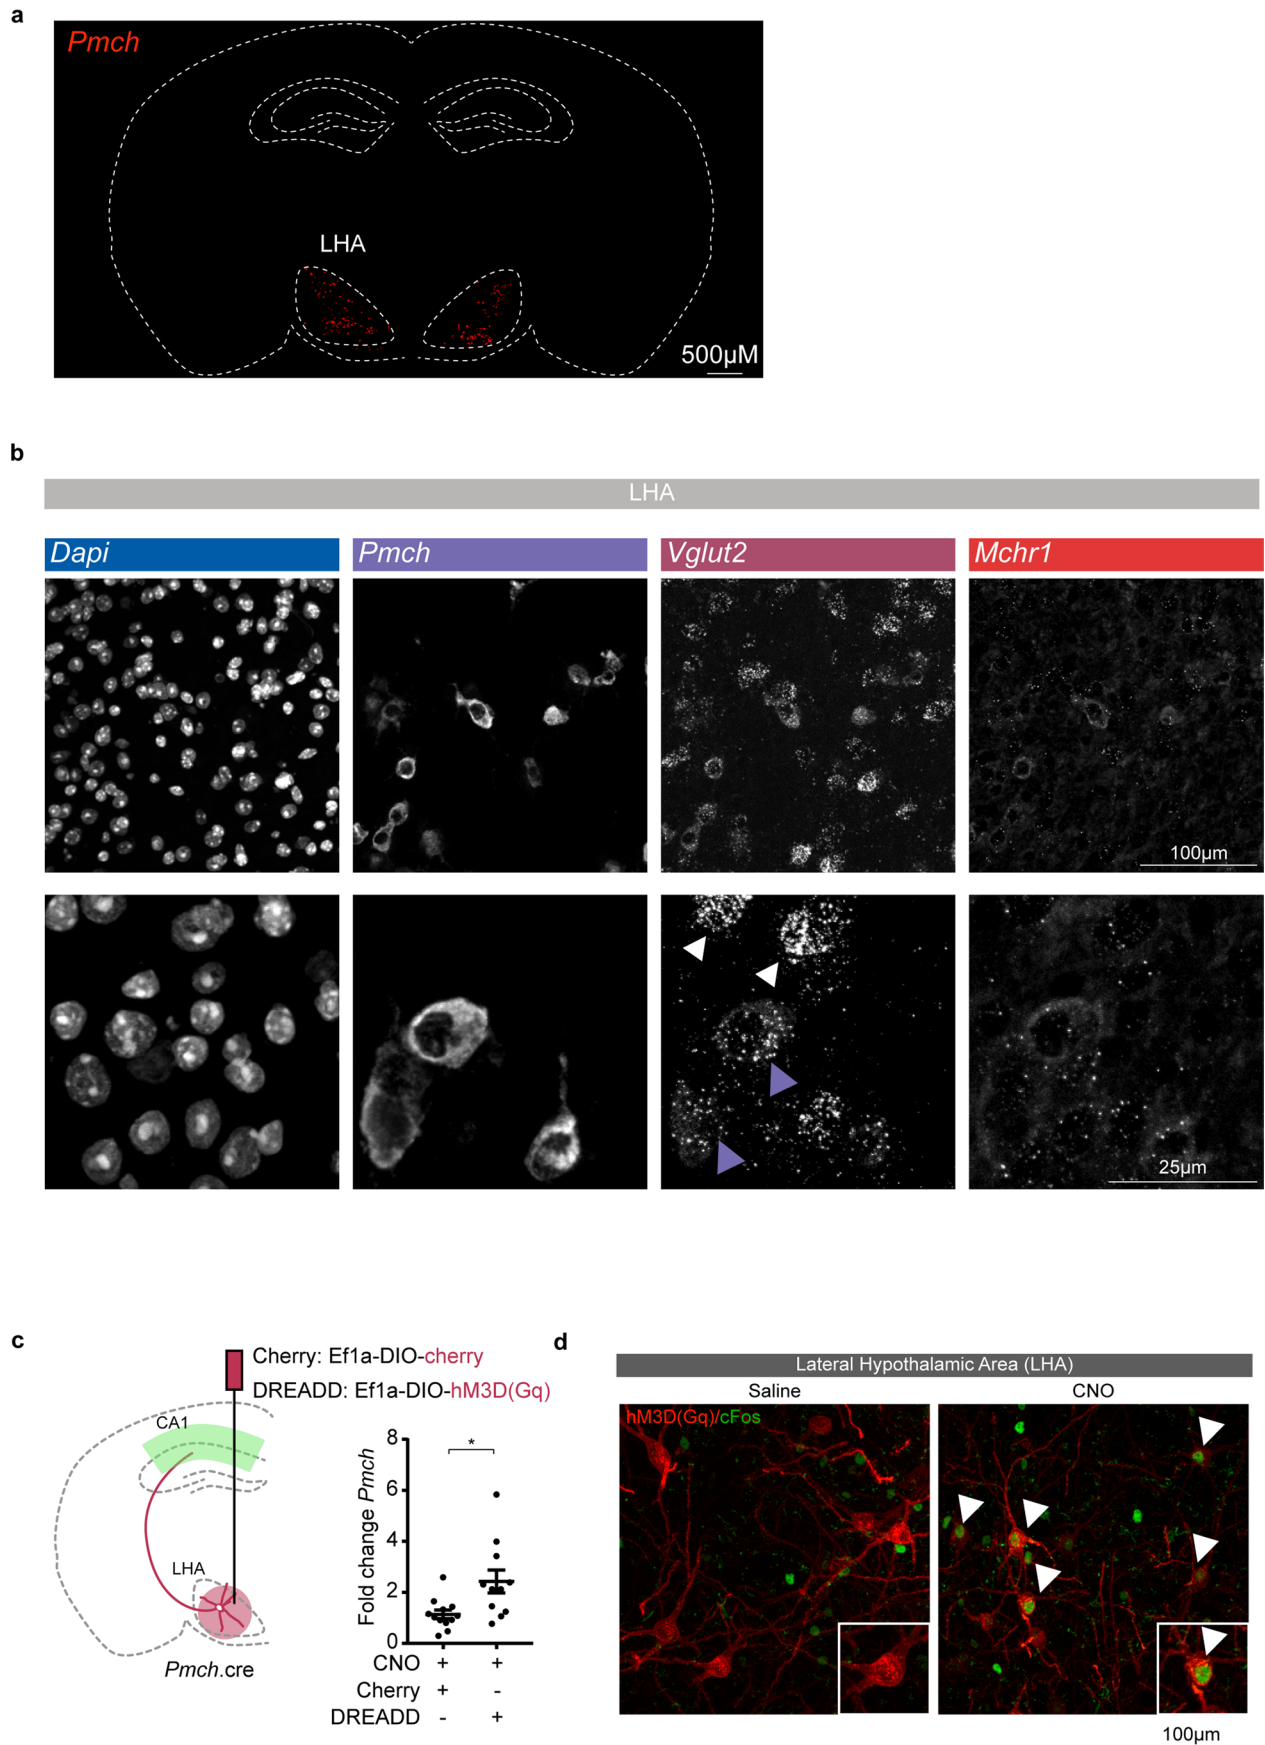 a
Pmch
LHA
500µM
b
LHA
Dapi
Pmch
Vglut2
Mchr1
100µm
25µm
c
Cherry: Ef1a-DIO-cherry
DREADD: Ef1a-DIO-hM3D(Gq)
CA1
LHA
Pmch.cre
Fold change Pmch
8
6
4
2
0
*
CNO + +
Cherry + -
DREADD - +
d
Lateral Hypothalamic Area (LHA)
Saline
CNO
hM3D(Gq)/cFos
100µm